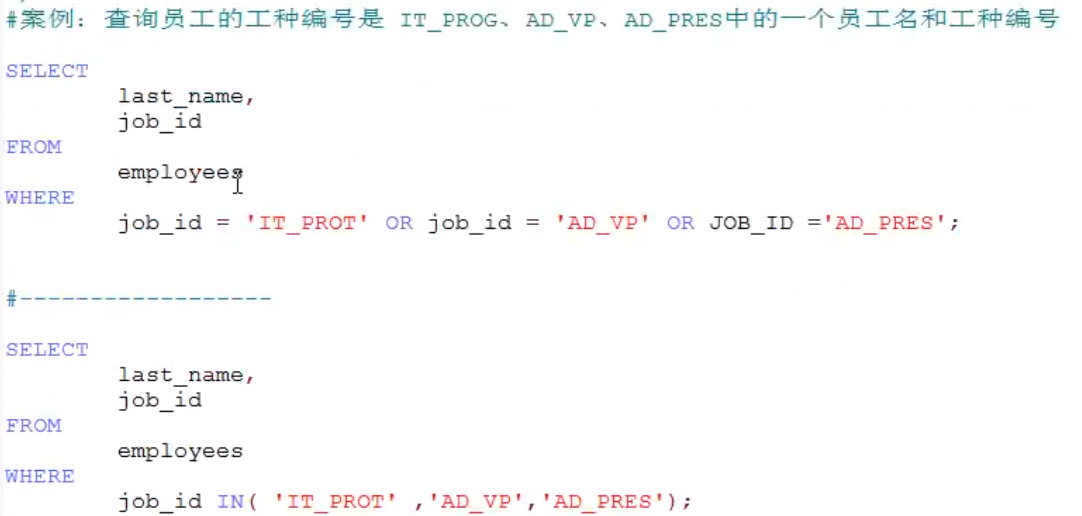 #案例：查询员工的工种编号是 IT_PROG、AD_VP、AD_PRES中的一个员工名和工种编号
SELECT
last_name,
job_id
FROM
employees
WHERE
job_id = 'IT_PROT' OR job_id = 'AD_VP' OR JOB_ID ='AD_PRES';
#------------------
SELECT
last_name,
job_id
FROM
employees
WHERE
job_id IN( 'IT_PROT' ,'AD_VP','AD_PRES');